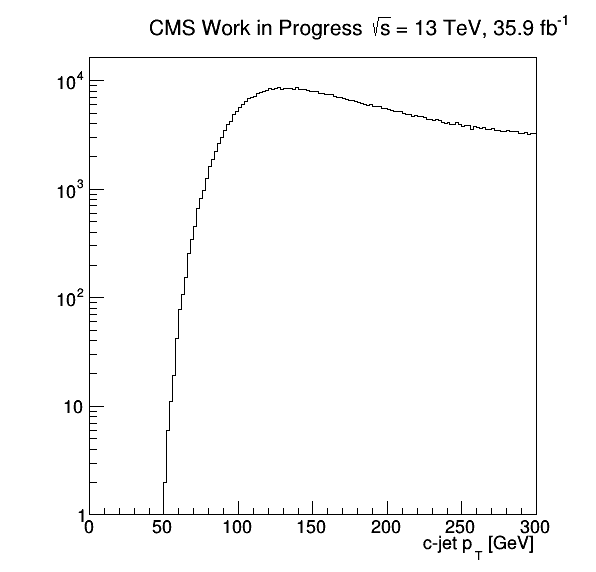 CMS Work in Progress √s = 13 TeV, 35.9 fb⁻¹
10⁴
10³
10²
10
1
0 50 100 150 200 250 300
c-jet p_T [GeV]